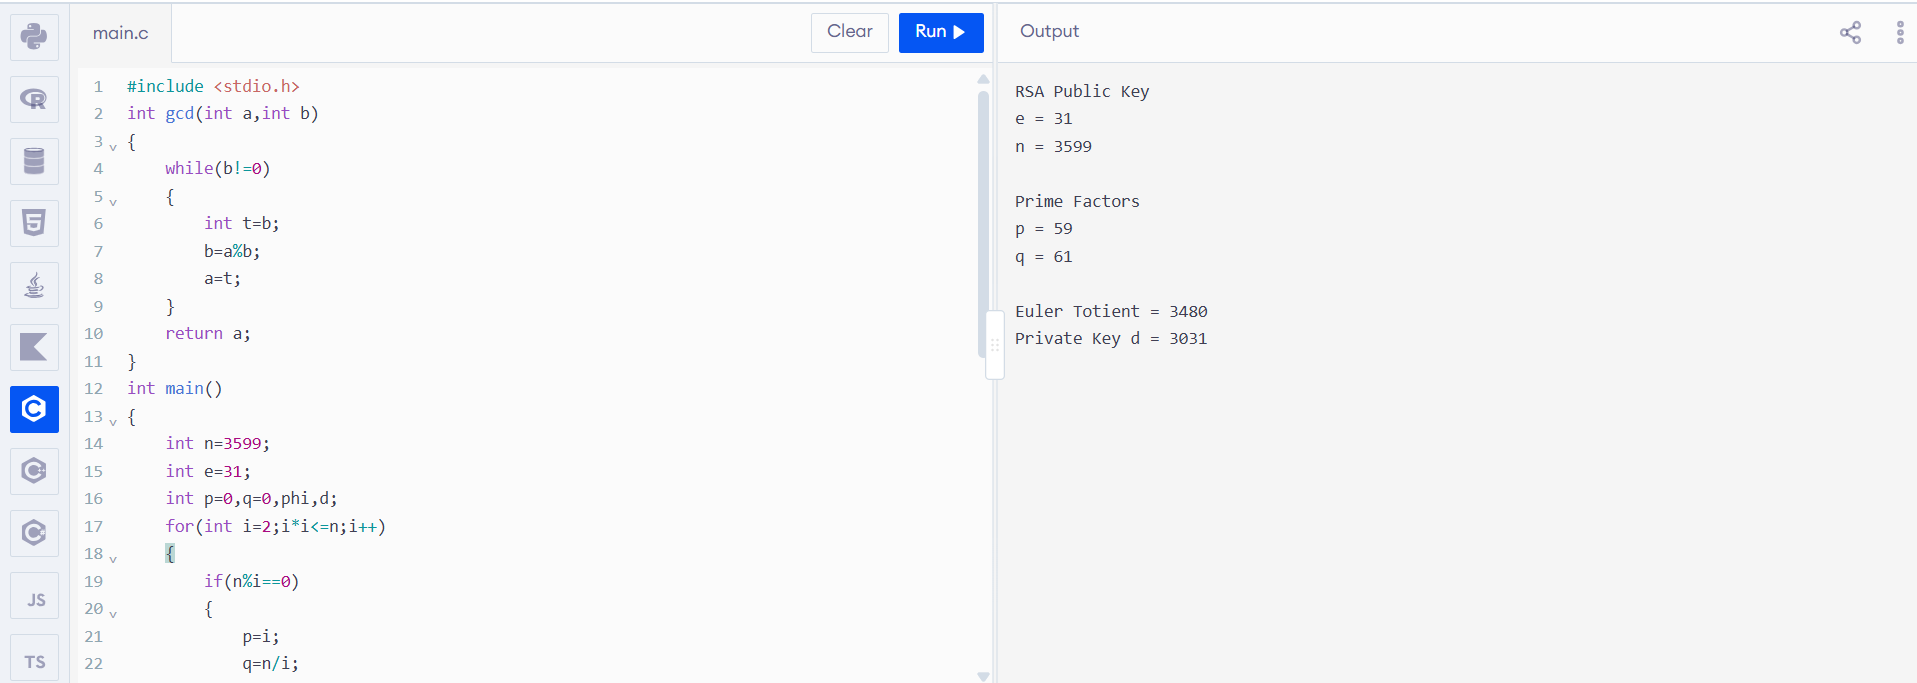 main.c
Clear
Run
Output
R
5
C
C
C
JS
TS
1 #include <stdio.h>
2 int gcd(int a,int b)
3 {
4     while(b!=0)
5     {
6         int t=b;
7         b=a%b;
8         a=t;
9     }
10     return a;
11 }
12 int main()
13 {
14     int n=3599;
15     int e=31;
16     int p=0,q=0,phi,d;
17     for(int i=2;i*i<=n;i++)
18     {
19         if(n%i==0)
20         {
21             p=i;
22             q=n/i;
RSA Public Key
e = 31
n = 3599
Prime Factors
p = 59
q = 61
Euler Totient = 3480
Private Key d = 3031